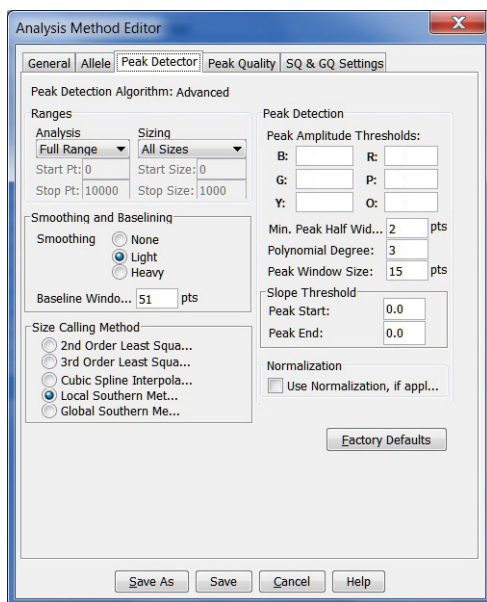 Analysis Method Editor
X
General Allele Peak Detector Peak Quality SQ & GQ Settings
Peak Detection Algorithm: Advanced
Ranges
Analysis Sizing
Full Range All Sizes
Start Pt: 0 Start Size: 0
Stop Pt: 10000 Stop Size: 1000
Smoothing and Baselining
Smoothing None
Light
Heavy
Baseline Windo... 51 pts
Size Calling Method
2nd Order Least Squa...
3rd Order Least Squa...
Cubic Spline Interpola...
Local Southern Met...
Global Southern Me...
Peak Detection
Peak Amplitude Thresholds:
B: R:
G: P:
Y: O:
Min. Peak Half Wid... 2 pts
Polynomial Degree: 3
Peak Window Size: 15 pts
Slope Threshold
Peak Start: 0.0
Peak End: 0.0
Normalization
Use Normalization, if appl...
Factory Defaults
Save As Save Cancel Help